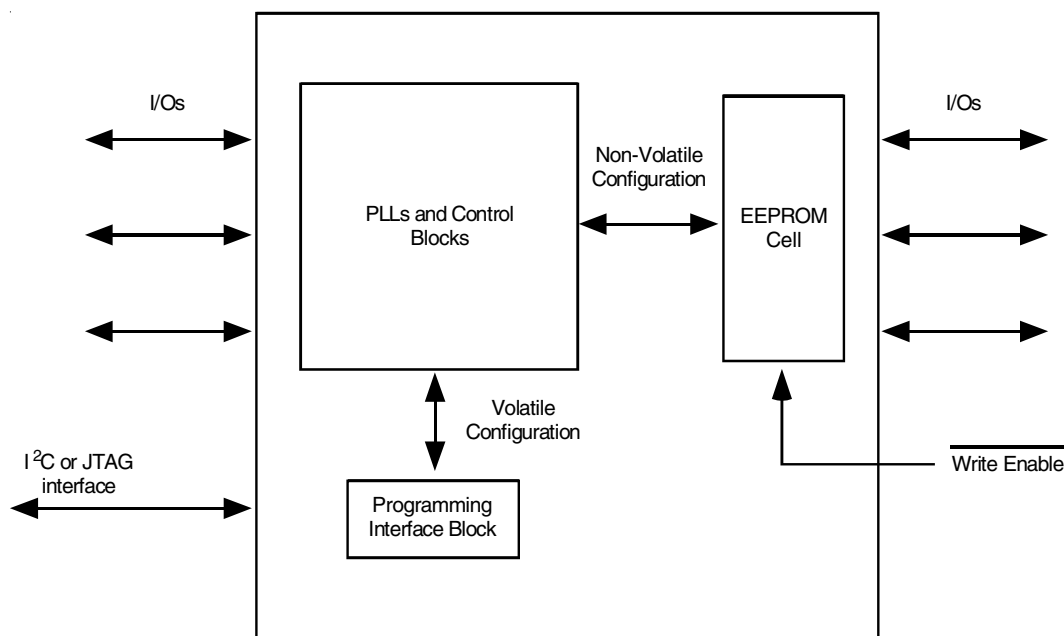 I/Os
I/Os
Non-Volatile
Configuration
PLLs and Control
Blocks
EEPROM
Cell
Volatile
Configuration
I²C or JTAG
interface
Write Enable
Programming
Interface Block